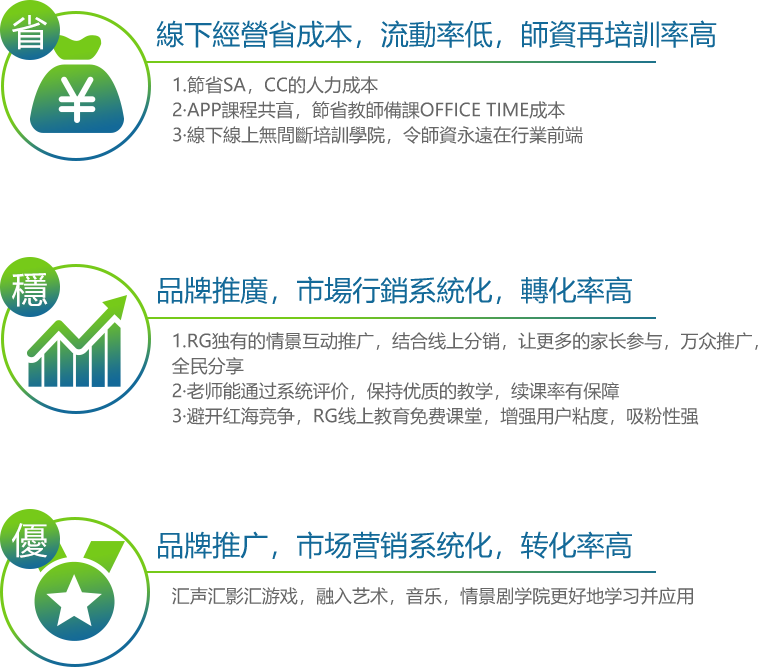 省
線下經營省成本，流動率低，師資再培訓率高
¥
1.節省SA，CC的人力成本
2·APP課程共亯，節省教師備課OFFICE TIME成本
3·線下線上無間斷培訓學院，令師資永遠在行業前端
穩
品牌推廣，市場行銷系統化，轉化率高
1.RG独有的情景互动推广，结合线上分销，让更多的家长参与，万众推广，
全民分享
2·老师能通过系统评价，保持优质的教学，续课率有保障
3·避开红海竞争，RG线上教育免费课堂，增强用户粘度，吸粉性强
優
品牌推广，市场营销系统化，转化率高
汇声汇影汇游戏，融入艺术，音乐，情景剧学院更好地学习并应用